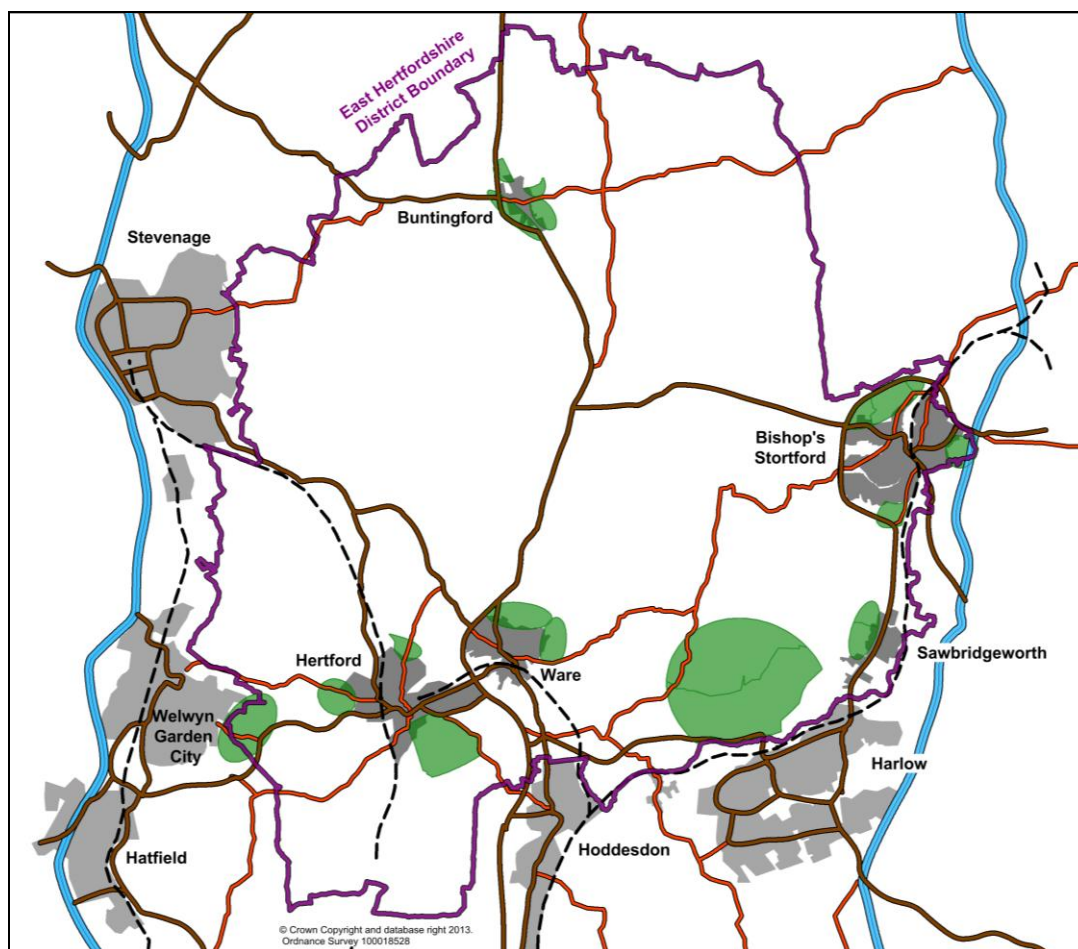 East Hertfordshire
District Boundary
Buntingford
Stevenage
Bishop's
Stortford
Sawbridgeworth
Hertford
Ware
Welwyn
Garden
City
Harlow
Hoddesdon
Hatfield
© Crown Copyright and database right 2013.
Ordnance Survey 100018528